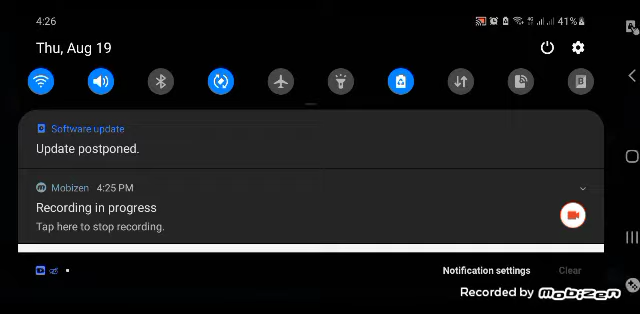 4:26
41%
Thu, Aug 19
Software update
Update postponed.
Mobizen 4:25 PM
Recording in progress
Tap here to stop recording.
Notification settings
Clear
Recorded by Mobizen